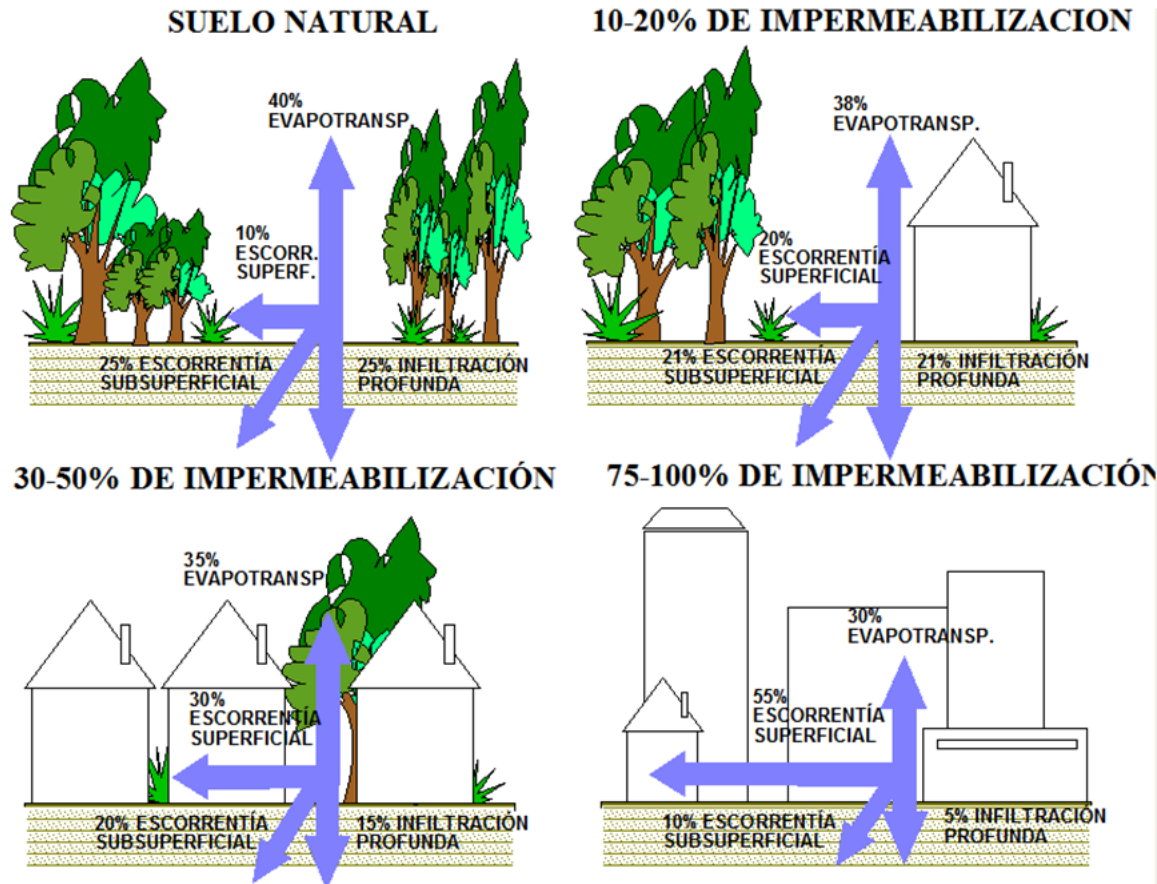 SUELO NATURAL
40%
EVAPOTRANSP.
10%
ESCORR.
SUPERF.
25% ESCORRENTÍA
SUBSUPERFICIAL
25% INFILTRACIÓN
PROFUNDA
10-20% DE IMPERMEABILIZACION
38%
EVAPOTRANSP.
20%
ESCORRENTÍA
SUPERFICIAL
21% ESCORRENTÍA
SUBSUPERFICIAL
21% INFILTRACIÓN
PROFUNDA
30-50% DE IMPERMEABILIZACIÓN
35%
EVAPOTRANSP
30%
ESCORRENTÍA
SUPERFICIAL
20% ESCORRENTÍA
SUBSUPERFICIAL
15% INFILTRACIÓN
PROFUNDA
75-100% DE IMPERMEABILIZACIÓN
30%
EVAPOTRANSP.
55%
ESCORRENTÍA
SUPERFICIAL
10% ESCORRENTÍA
SUBSUPERFICIAL
5% INFILTRACIÓN
PROFUNDA